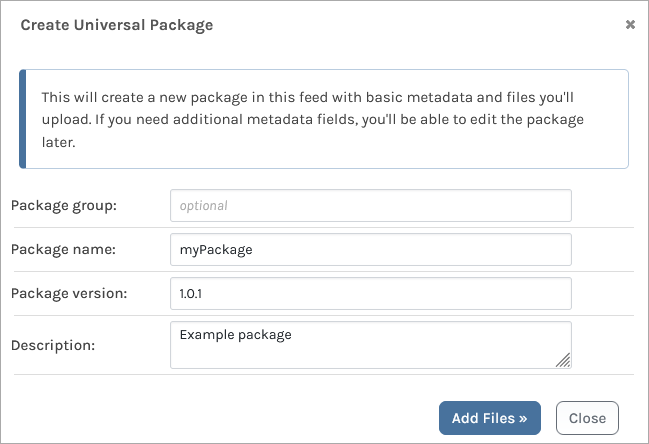 Create Universal Package
This will create a new package in this feed with basic metadata and files you'll
upload. If you need additional metadata fields, you'll be able to edit the package
later.
Package group: optional
Package name: myPackage
Package version: 1.0.1
Description: Example package
Add Files » Close